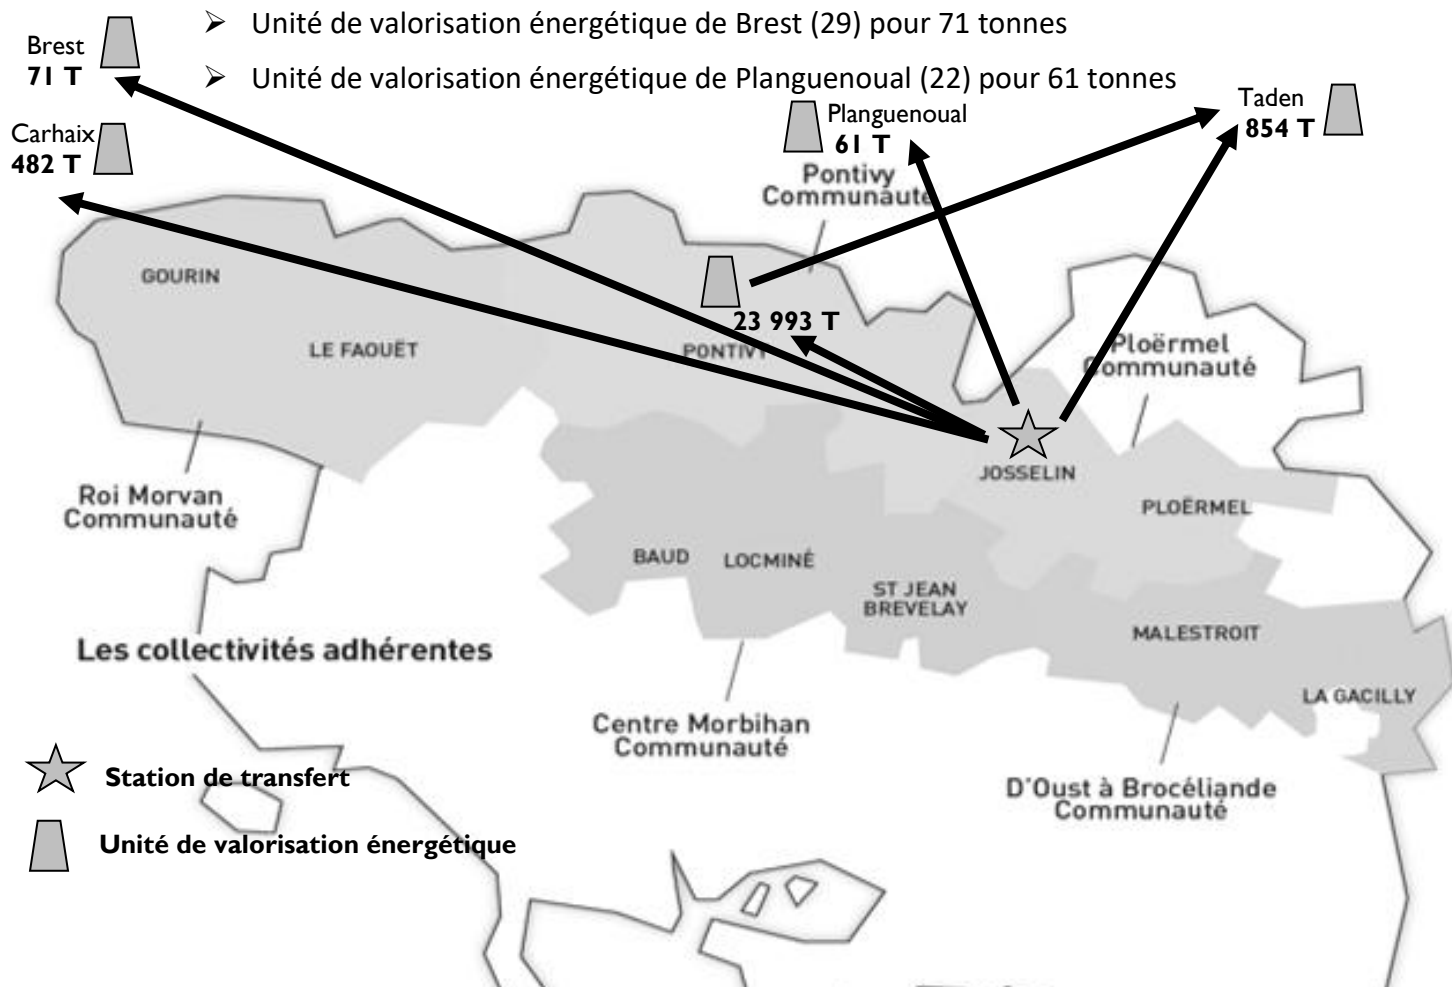 ➢ Unité de valorisation énergétique de Brest (29) pour 71 tonnes
➢ Unité de valorisation énergétique de Planguenoual (22) pour 61 tonnes
Brest
71 T
Carhaix
482 T
Planguenoual
61 T
Taden
854 T
Pontivy
Communauté
GOURIN
23 993 T
LE FAOUËT
PONTIVY
Ploërmel
Communauté
JOSSELIN
Roi Morvan
Communauté
PLOËRMEL
BAUD
LOCMINÉ
ST JEAN
BREVELAY
MALESTROIT
Les collectivités adhérentes
LA GACILLY
Centre Morbihan
Communauté
D'Oust à Brocéliande
Communauté
Station de transfert
Unité de valorisation énergétique